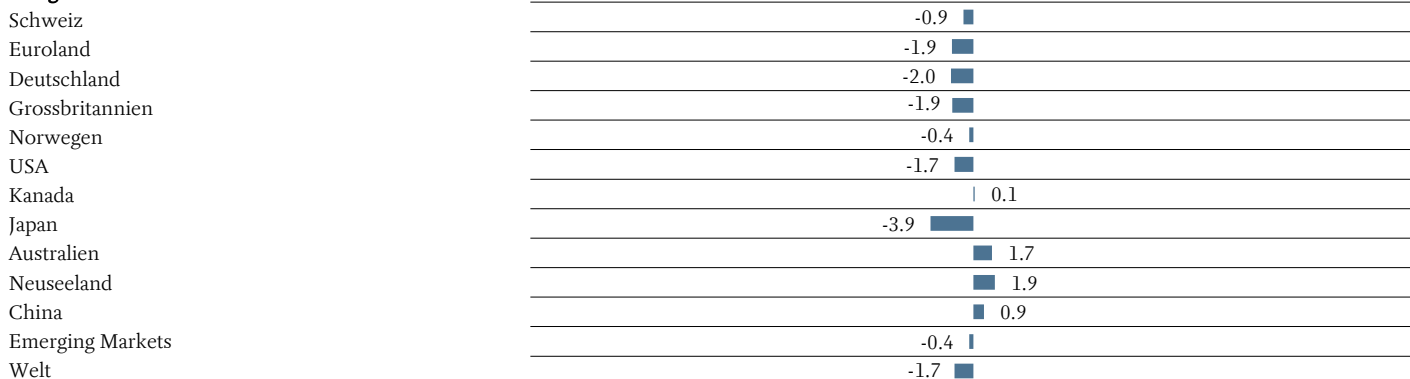 Schweiz -0.9
Euroland -1.9
Deutschland -2.0
Grossbritannien -1.9
Norwegen -0.4
USA -1.7
Kanada 0.1
Japan -3.9
Australien 1.7
Neuseeland 1.9
China 0.9
Emerging Markets -0.4
Welt -1.7